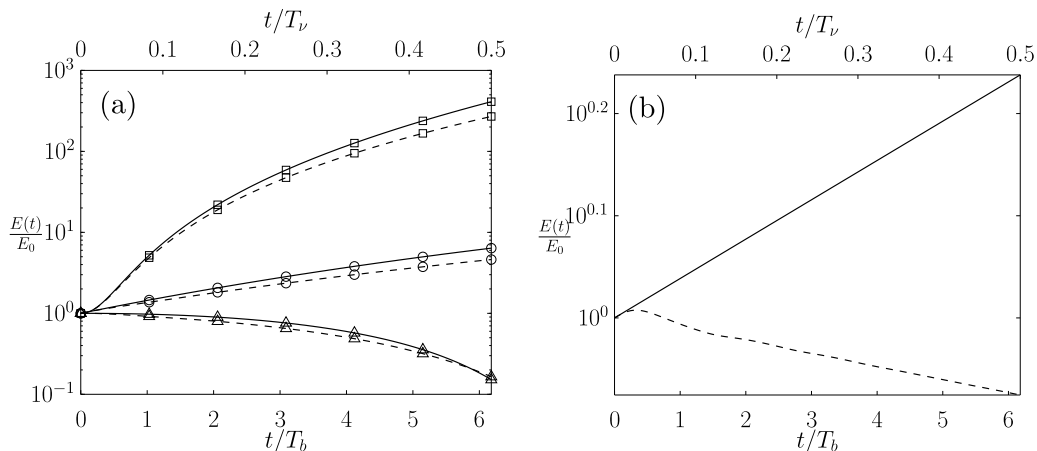 t/T_ν
0 0.1 0.2 0.3 0.4 0.5
10^3
(a)
10^2
10^1
E(t)/E_0
10^0
10^{-1}
0 1 2 3 4 5 6
t/T_b
t/T_ν
0 0.1 0.2 0.3 0.4 0.5
(b)
10^{0.2}
10^{0.1}
E(t)/E_0
10^0
0 1 2 3 4 5 6
t/T_b